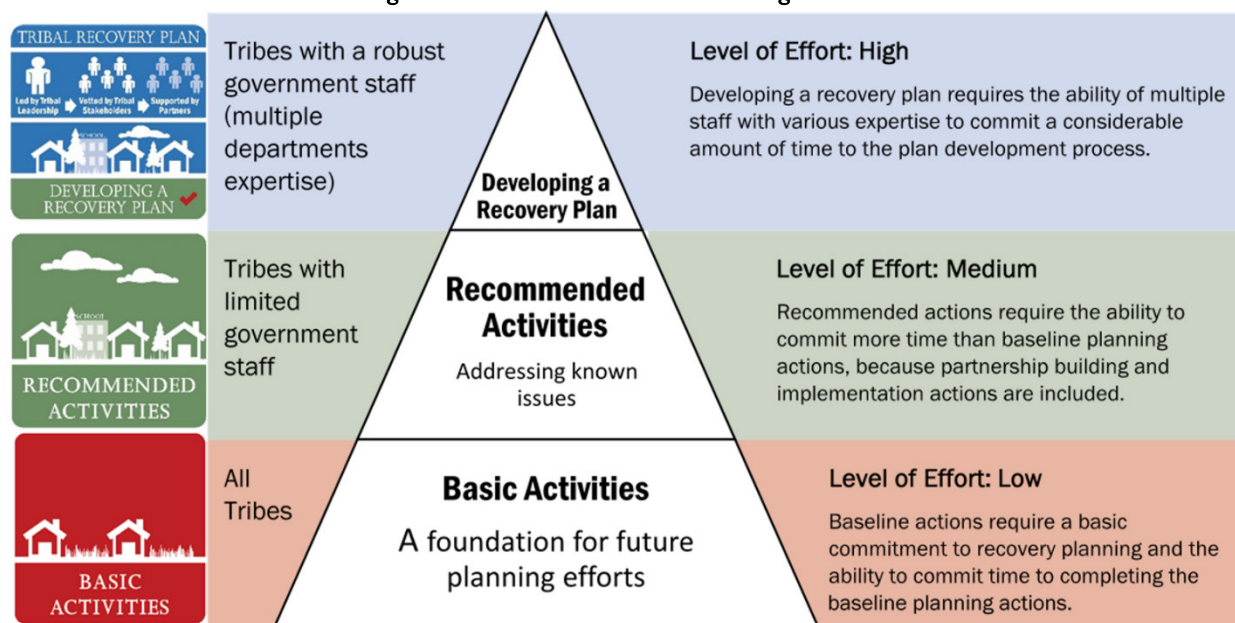 TRIBAL RECOVERY PLAN
Led by Tribal
Leadership
Vetted by Tribal
Stakeholders
Supported by
Partners
SCHOOL
DEVELOPING A
RECOVERY PLAN
Tribes with a robust
government staff
(multiple
departments
expertise)
Developing a
Recovery Plan
Level of Effort: High
Developing a recovery plan requires the ability of multiple
staff with various expertise to commit a considerable
amount of time to the plan development process.
SCHOOL
RECOMMENDED
ACTIVITIES
Tribes with
limited
government
staff
Recommended
Activities
Addressing known
issues
Level of Effort: Medium
Recommended actions require the ability to
commit more time than baseline planning
actions, because partnership building and
implementation actions are included.
BASIC
ACTIVITIES
All
Tribes
Basic Activities
A foundation for future
planning efforts
Level of Effort: Low
Baseline actions require a basic
commitment to recovery planning and the
ability to commit time to completing the
baseline planning actions.